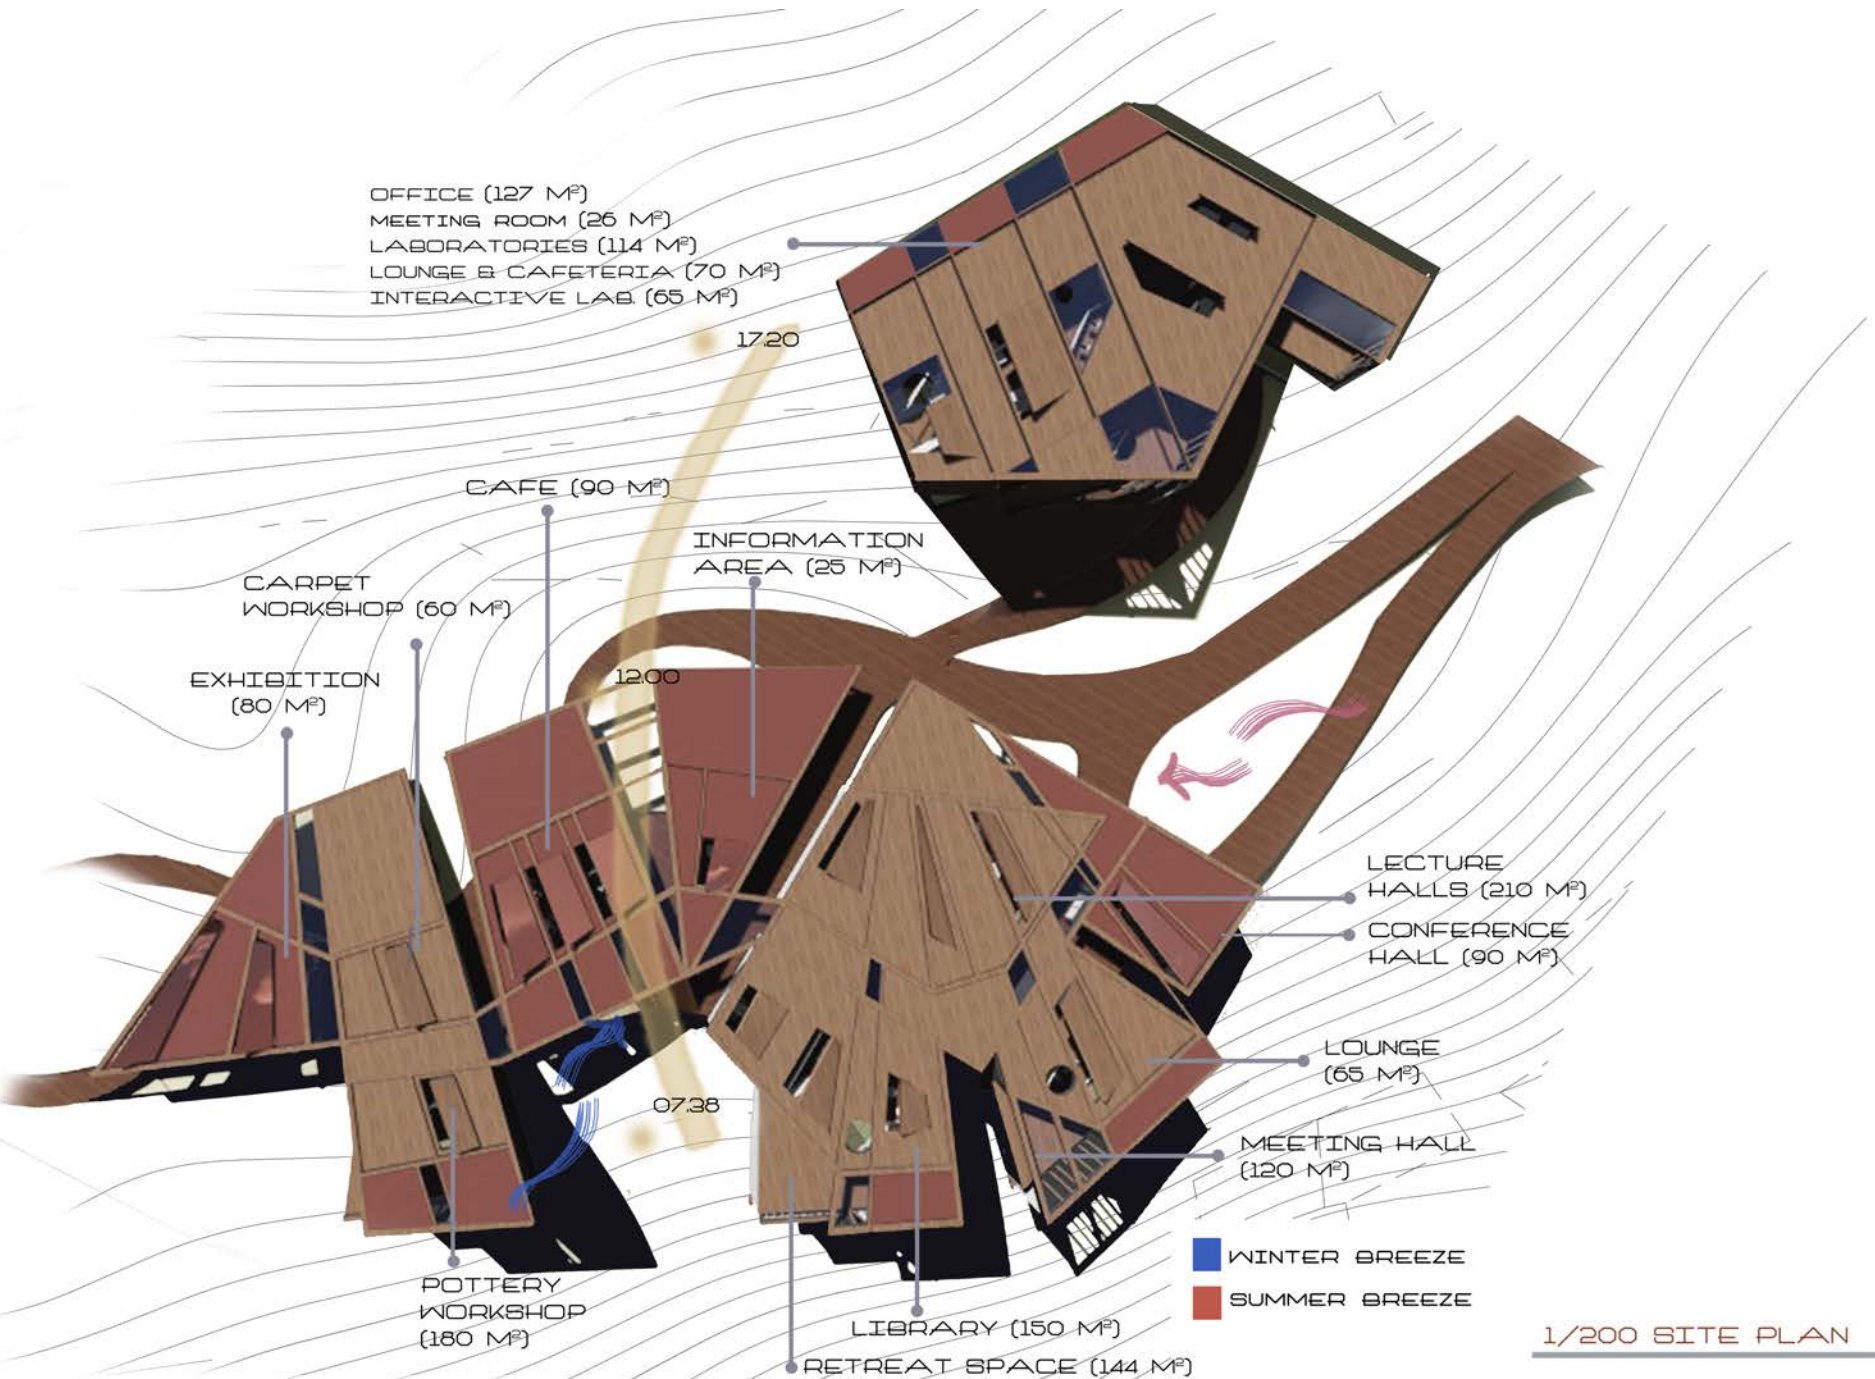 OFFICE (127 M²)
MEETING ROOM (26 M²)
LABORATORIES (114 M²)
LOUNGE & CAFETERIA (70 M²)
INTERACTIVE LAB. (65 M²)
17.20
CAFE (90 M²)
INFORMATION
AREA (25 M²)
CARPET
WORKSHOP (60 M²)
EXHIBITION
(80 M²)
12.00
LECTURE
HALLS (210 M²)
CONFERENCE
HALL (90 M²)
LOUNGE
(65 M²)
07.38
MEETING HALL
(120 M²)
POTTERY
WORKSHOP
(180 M²)
LIBRARY (150 M²)
RETREAT SPACE (144 M²)
WINTER BREEZE
SUMMER BREEZE
1/200 SITE PLAN